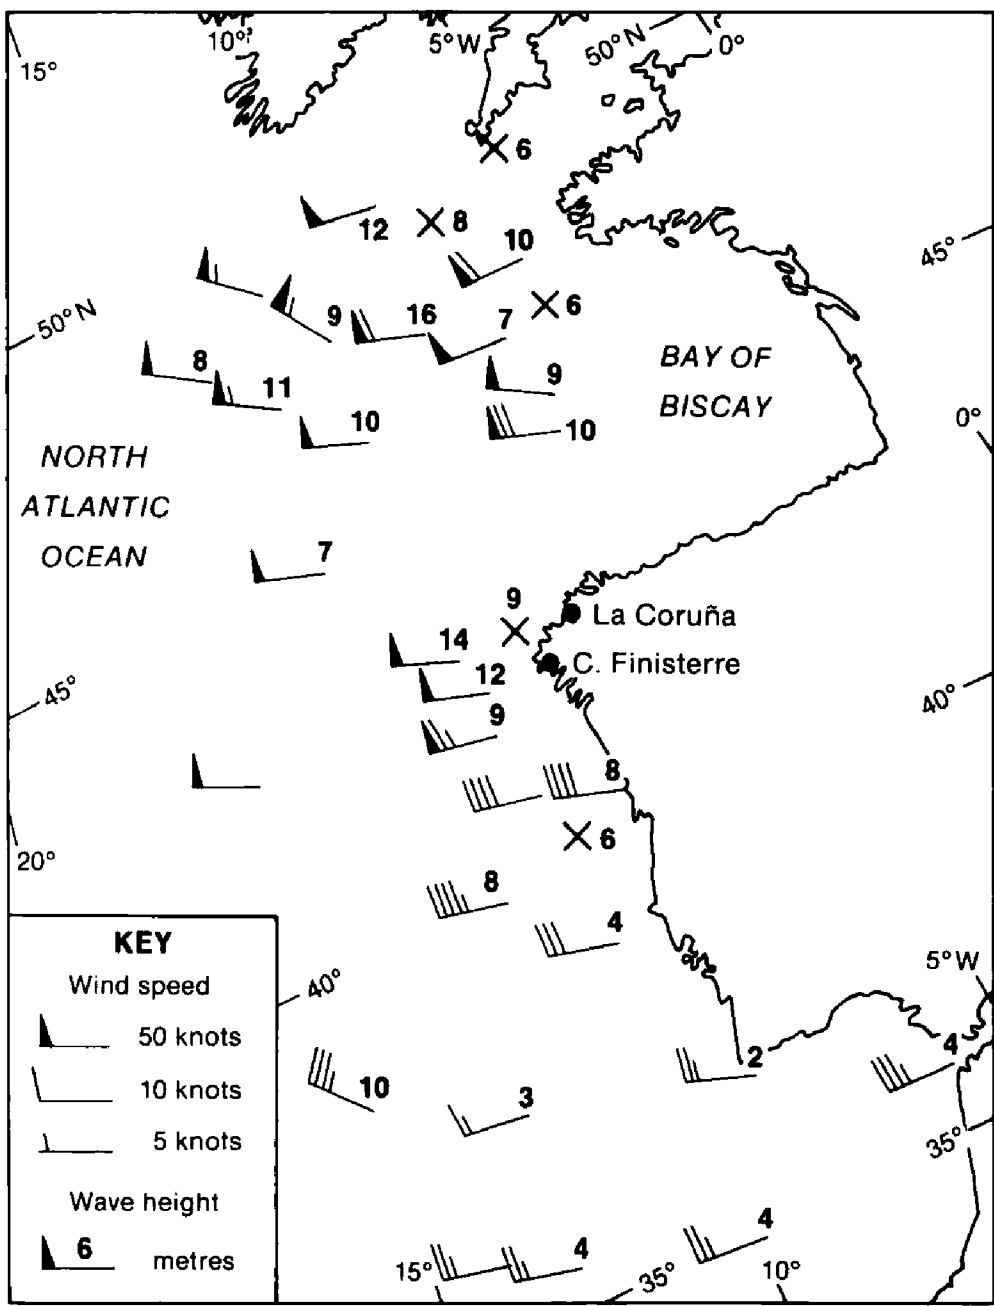 10°
5°W
50°N
0°
15°
6
12
8
10
45°
6
50°N
9
16
7
BAY OF
BISCAY
8
11
9
10
10
0°
NORTH
ATLANTIC
OCEAN
7
9
La Coruña
14
C. Finisterre
12
45°
40°
9
8
6
20°
8
4
KEY
Wind speed
50 knots
10 knots
5 knots
Wave height
6 metres
40°
5°W
10
3
2
4
35°
4
4
15°
35°
10°